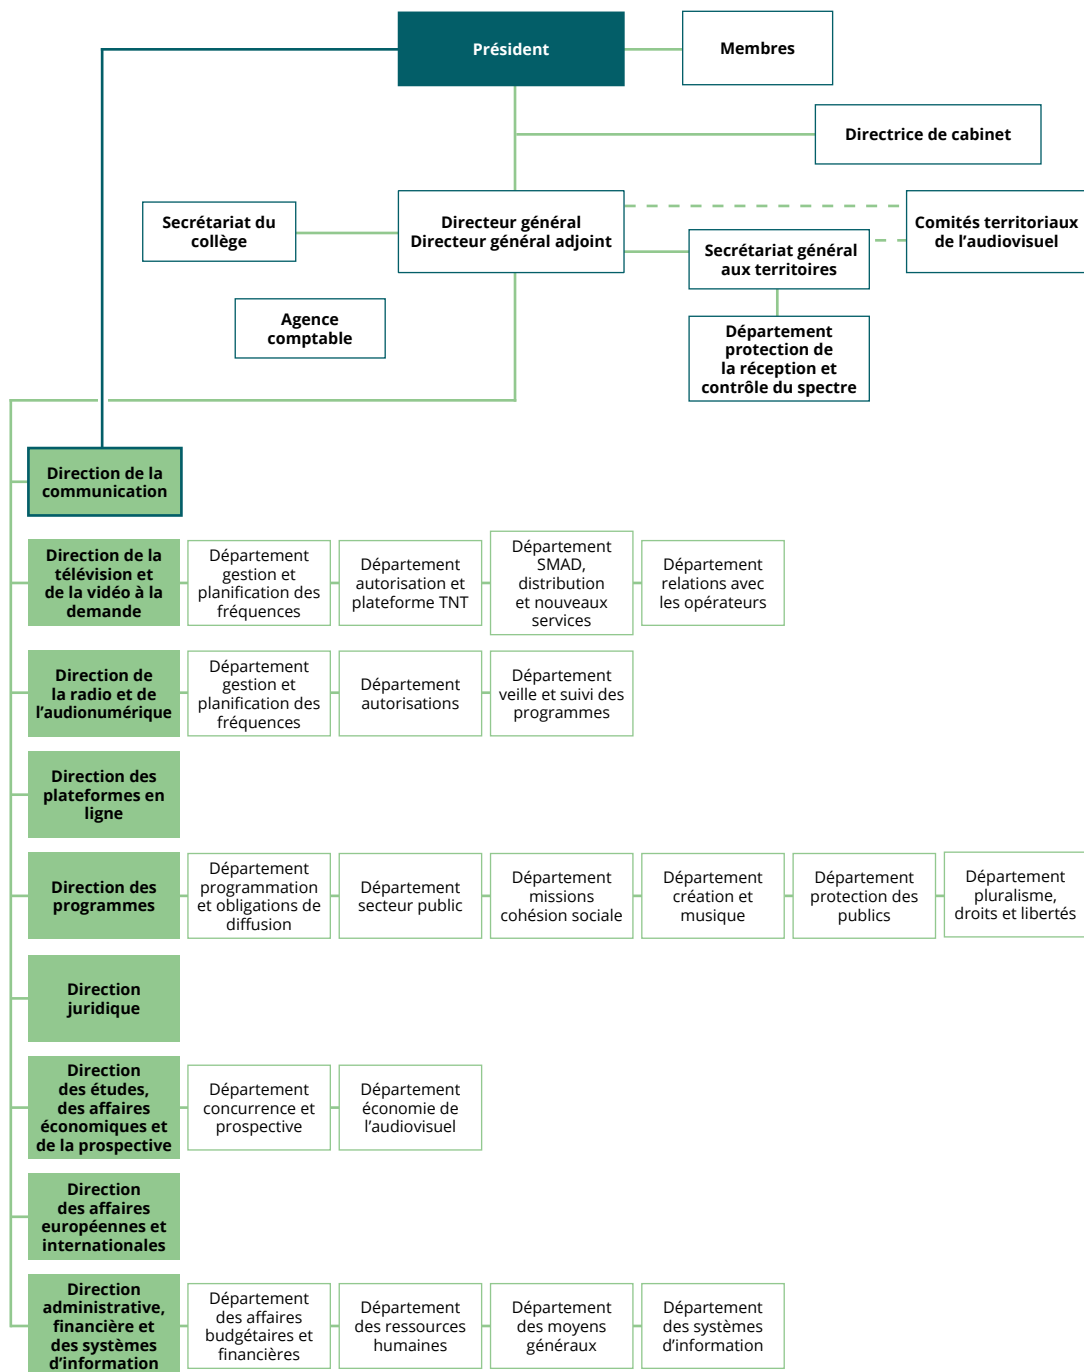 Président
Membres
Directrice de cabinet
Secrétariat du
collège
Directeur général
Directeur général adjoint
Comités territoriaux
de l’audiovisuel
Secrétariat général
aux territoires
Agence
comptable
Département
protection de
la réception et
contrôle du spectre
Direction de la
communication
Direction de la
télévision et
de la vidéo à la
demande
Département
gestion et
planification des
fréquences
Département
autorisation et
plateforme TNT
Département
SMAD,
distribution
et nouveaux
services
Département
relations avec
les opérateurs
Direction de
la radio et de
l’audionumérique
Département
gestion et
planification des
fréquences
Département
autorisations
Département
veille et suivi des
programmes
Direction des
plateformes en
ligne
Direction des
programmes
Département
programmation
et obligations de
diffusion
Département
secteur public
Département
missions
cohésion sociale
Département
création et
musique
Département
protection des
publics
Département
pluralisme,
droits et libertés
Direction
juridique
Direction
des études,
des affaires
économiques et
de la prospective
Département
concurrence et
prospective
Département
économie de
l’audiovisuel
Direction
des affaires
européennes et
internationales
Direction
administrative,
financière et
des systèmes
d’information
Département
des affaires
budgétaires et
financières
Département
des ressources
humaines
Département
des moyens
généraux
Département
des systèmes
d’information